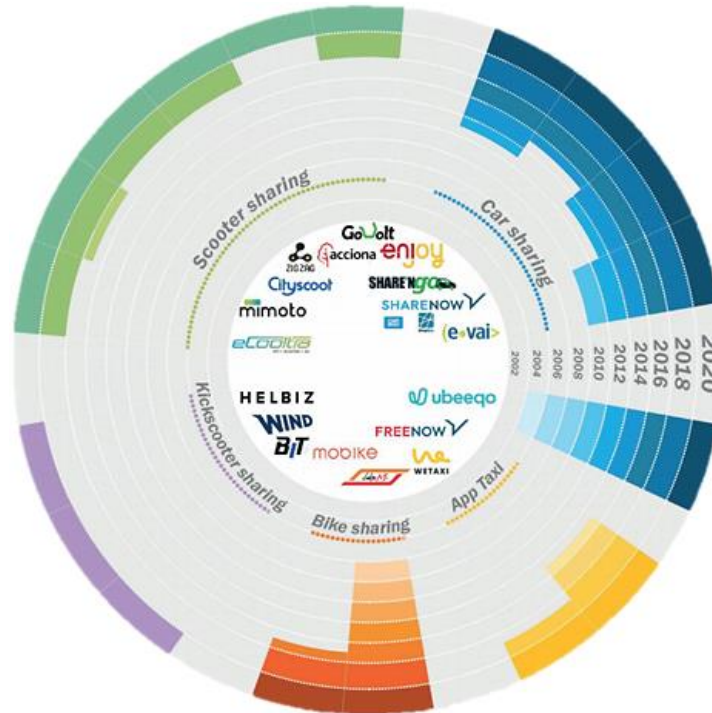 Scooter sharing
Car sharing
GoVolt
ZIG ZAG
acciona
enjoy
Cityscoot
SHARE'N go
SHARENOW
mimoto
(e•vai>
eCooltra
2002
2004
2006
2008
2010
2012
2014
2016
2018
2020
HELBIZ
ubeeqo
WIND
FREENOW
BiT
mobike
WETAXI
Kickscooter sharing
App Taxi
Bike sharing